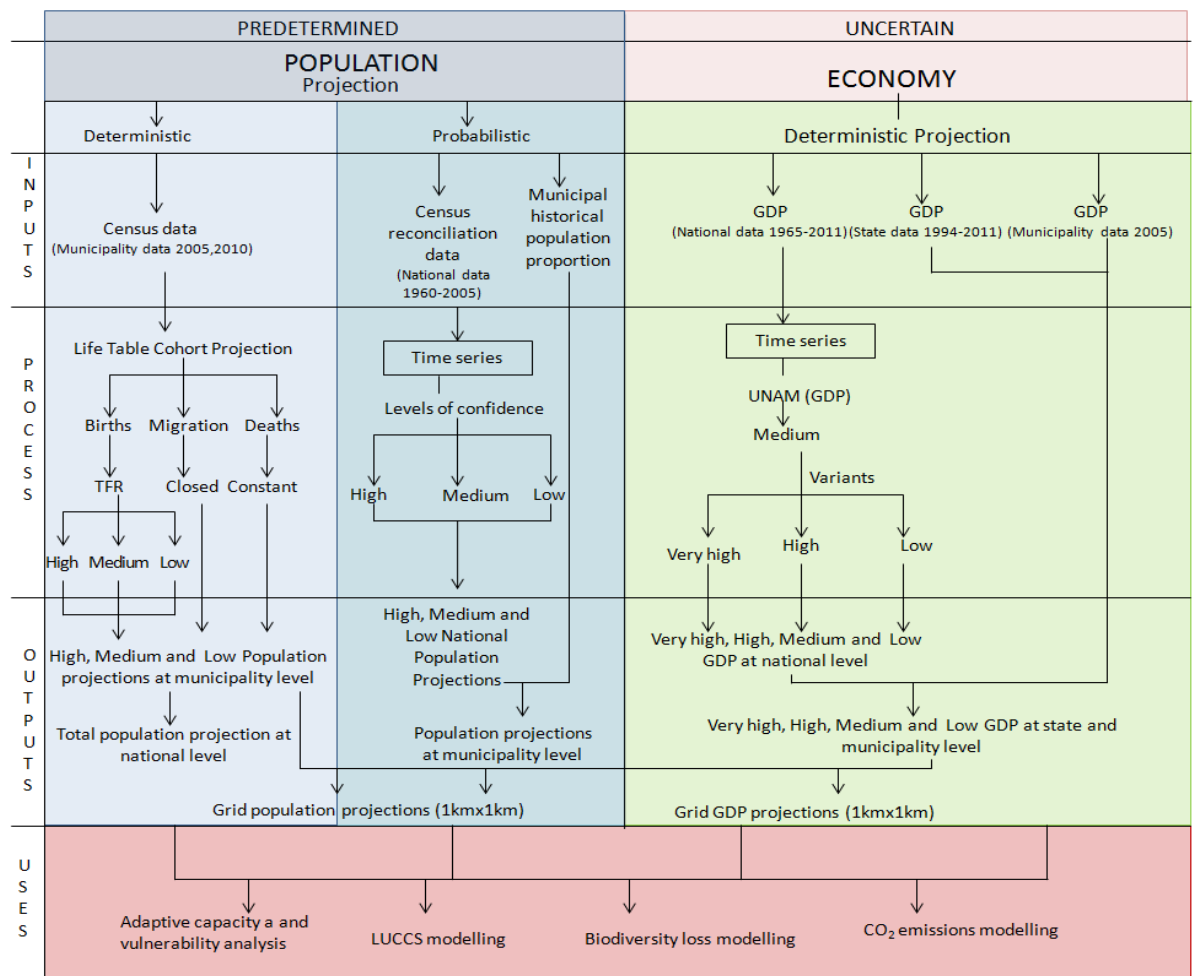 PREDETERMINED
UNCERTAIN
POPULATION
Projection
ECONOMY
Deterministic
Probabilistic
Deterministic Projection
INPUTS
Census data
(Municipality data 2005,2010)
Census
reconciliation
data
(National data
1960-2005)
Municipal
historical
population
proportion
GDP
(National data 1965-2011)
GDP
(State data 1994-2011)
GDP
(Municipality data 2005)
PROCESS
Life Table Cohort Projection
Births Migration Deaths
TFR Closed Constant
High Medium Low
Time series
Levels of confidence
High Medium Low
Time series
UNAM (GDP)
Medium
Variants
Very high High Low
OUTPUTS
High, Medium and Low Population
projections at municipality level
Total population projection at
national level
High, Medium and
Low National
Population
Projections
Population projections
at municipality level
Very high, High, Medium and Low
GDP at national level
Very high, High, Medium and Low GDP at state and
municipality level
Grid population projections (1kmx1km)
Grid GDP projections (1kmx1km)
USES
Adaptive capacity a and
vulnerability analysis
LUCCS modelling
Biodiversity loss modelling
CO₂ emissions modelling